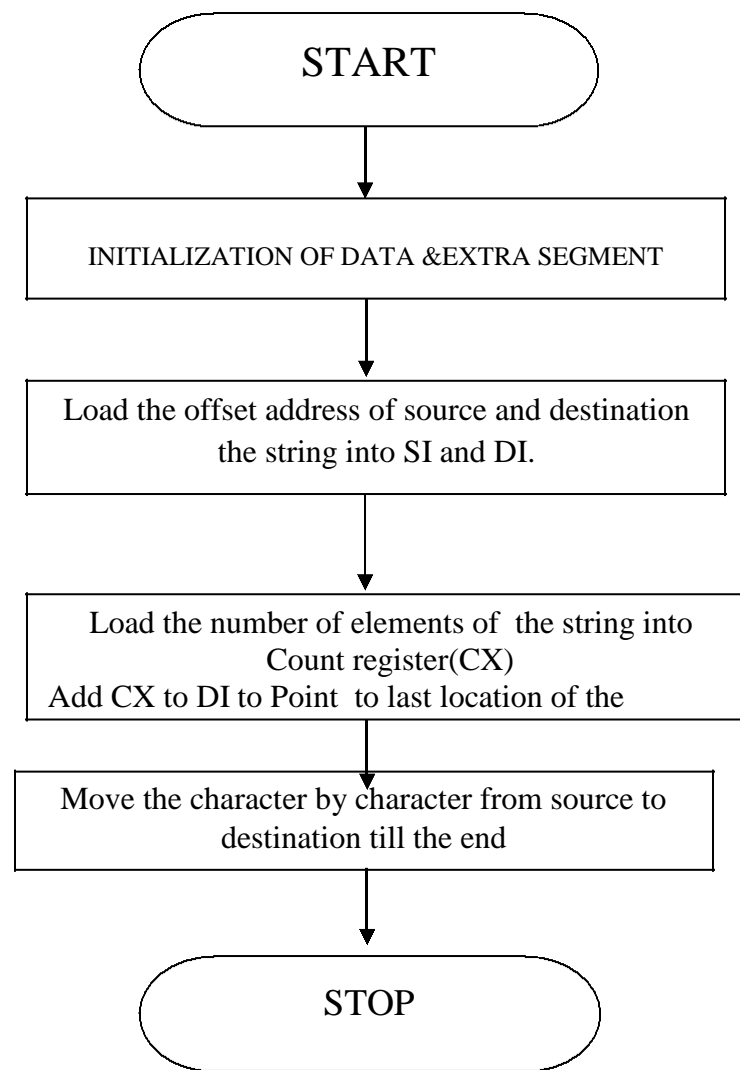 START
INITIALIZATION OF DATA &EXTRA SEGMENT
Load the offset address of source and destination
the string into SI and DI.
Load the number of elements of the string into
Count register(CX)
Add CX to DI to Point to last location of the
Move the character by character from source to
destination till the end
STOP